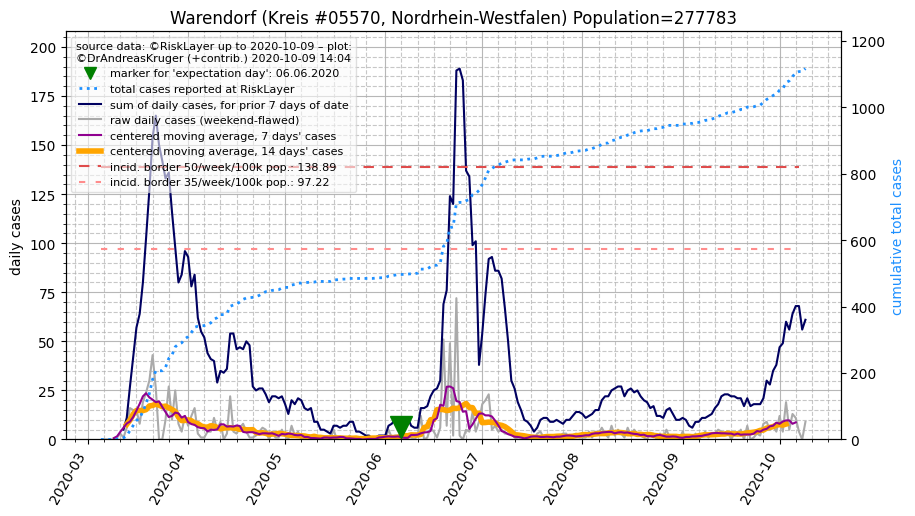 Warendorf (Kreis #05570, Nordrhein-Westfalen) Population=277783
source data: ©RiskLayer up to 2020-10-09 – plot:
©DrAndreasKruger (+contrib.) 2020-10-09 14:04
marker for 'expectation day': 06.06.2020
total cases reported at RiskLayer
sum of daily cases, for prior 7 days of date
raw daily cases (weekend-flawed)
centered moving average, 7 days' cases
centered moving average, 14 days' cases
incid. border 50/week/100k pop.: 138.89
incid. border 35/week/100k pop.: 97.22
daily cases
200
175
150
125
100
75
50
25
0
cumulative total cases
1200
1000
800
600
400
200
0
2020-03
2020-04
2020-05
2020-06
2020-07
2020-08
2020-09
2020-10